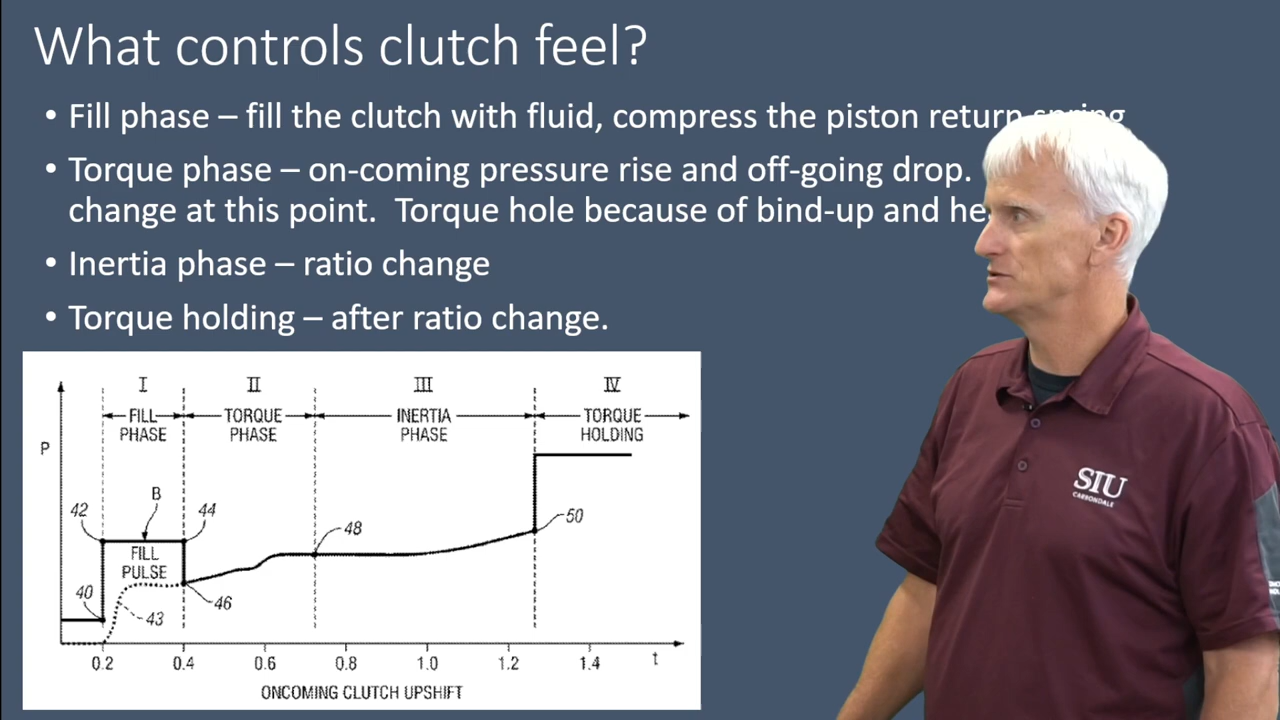 What controls clutch feel?
• Fill phase – fill the clutch with fluid, compress the piston return spring
• Torque phase – on-coming pressure rise and off-going drop.
change at this point. Torque hole because of bind-up and
• Inertia phase – ratio change
• Torque holding – after ratio change.
I II III IV
FILL PHASE
TORQUE PHASE
INERTIA PHASE
TORQUE HOLDING
P
B
42
44
FILL PULSE
48
50
40
43
46
0.2 0.4 0.6 0.8 1.0 1.2 1.4 t
ONCOMING CLUTCH UPSHIFT
SIU
CARBONDALE